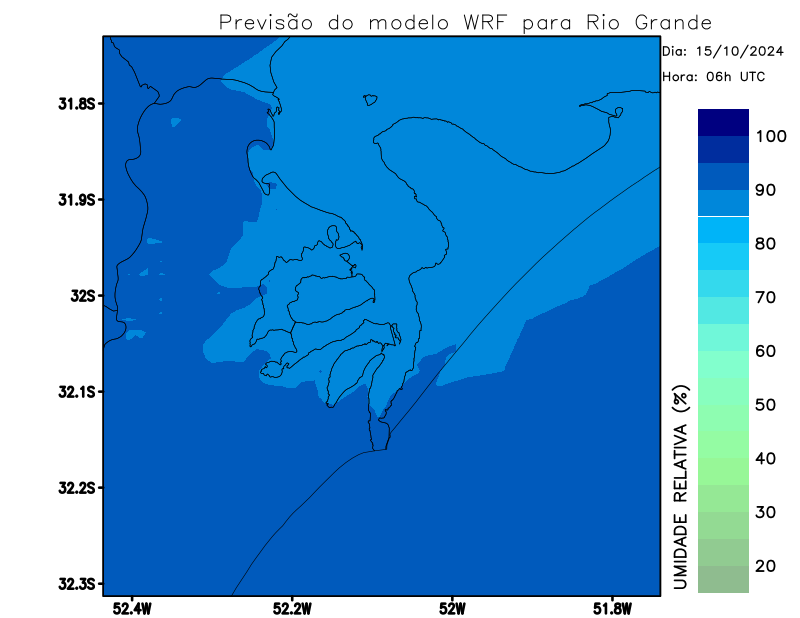 Previsão do modelo WRF para Rio Grande
Dia: 15/10/2024
Hora: 06h UTC
31.8S
31.9S
32S
32.1S
32.2S
32.3S
52.4W
52.2W
52W
51.8W
100
90
80
70
60
50
40
30
20
UMIDADE RELATIVA (%)